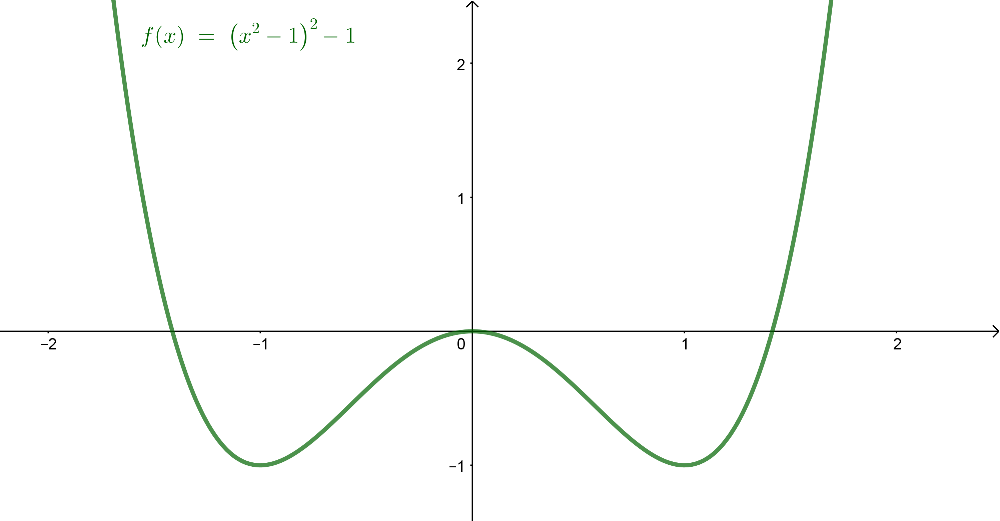 f(x) = (x² − 1)² − 1
2
1
−2 −1 0 1 2
−1